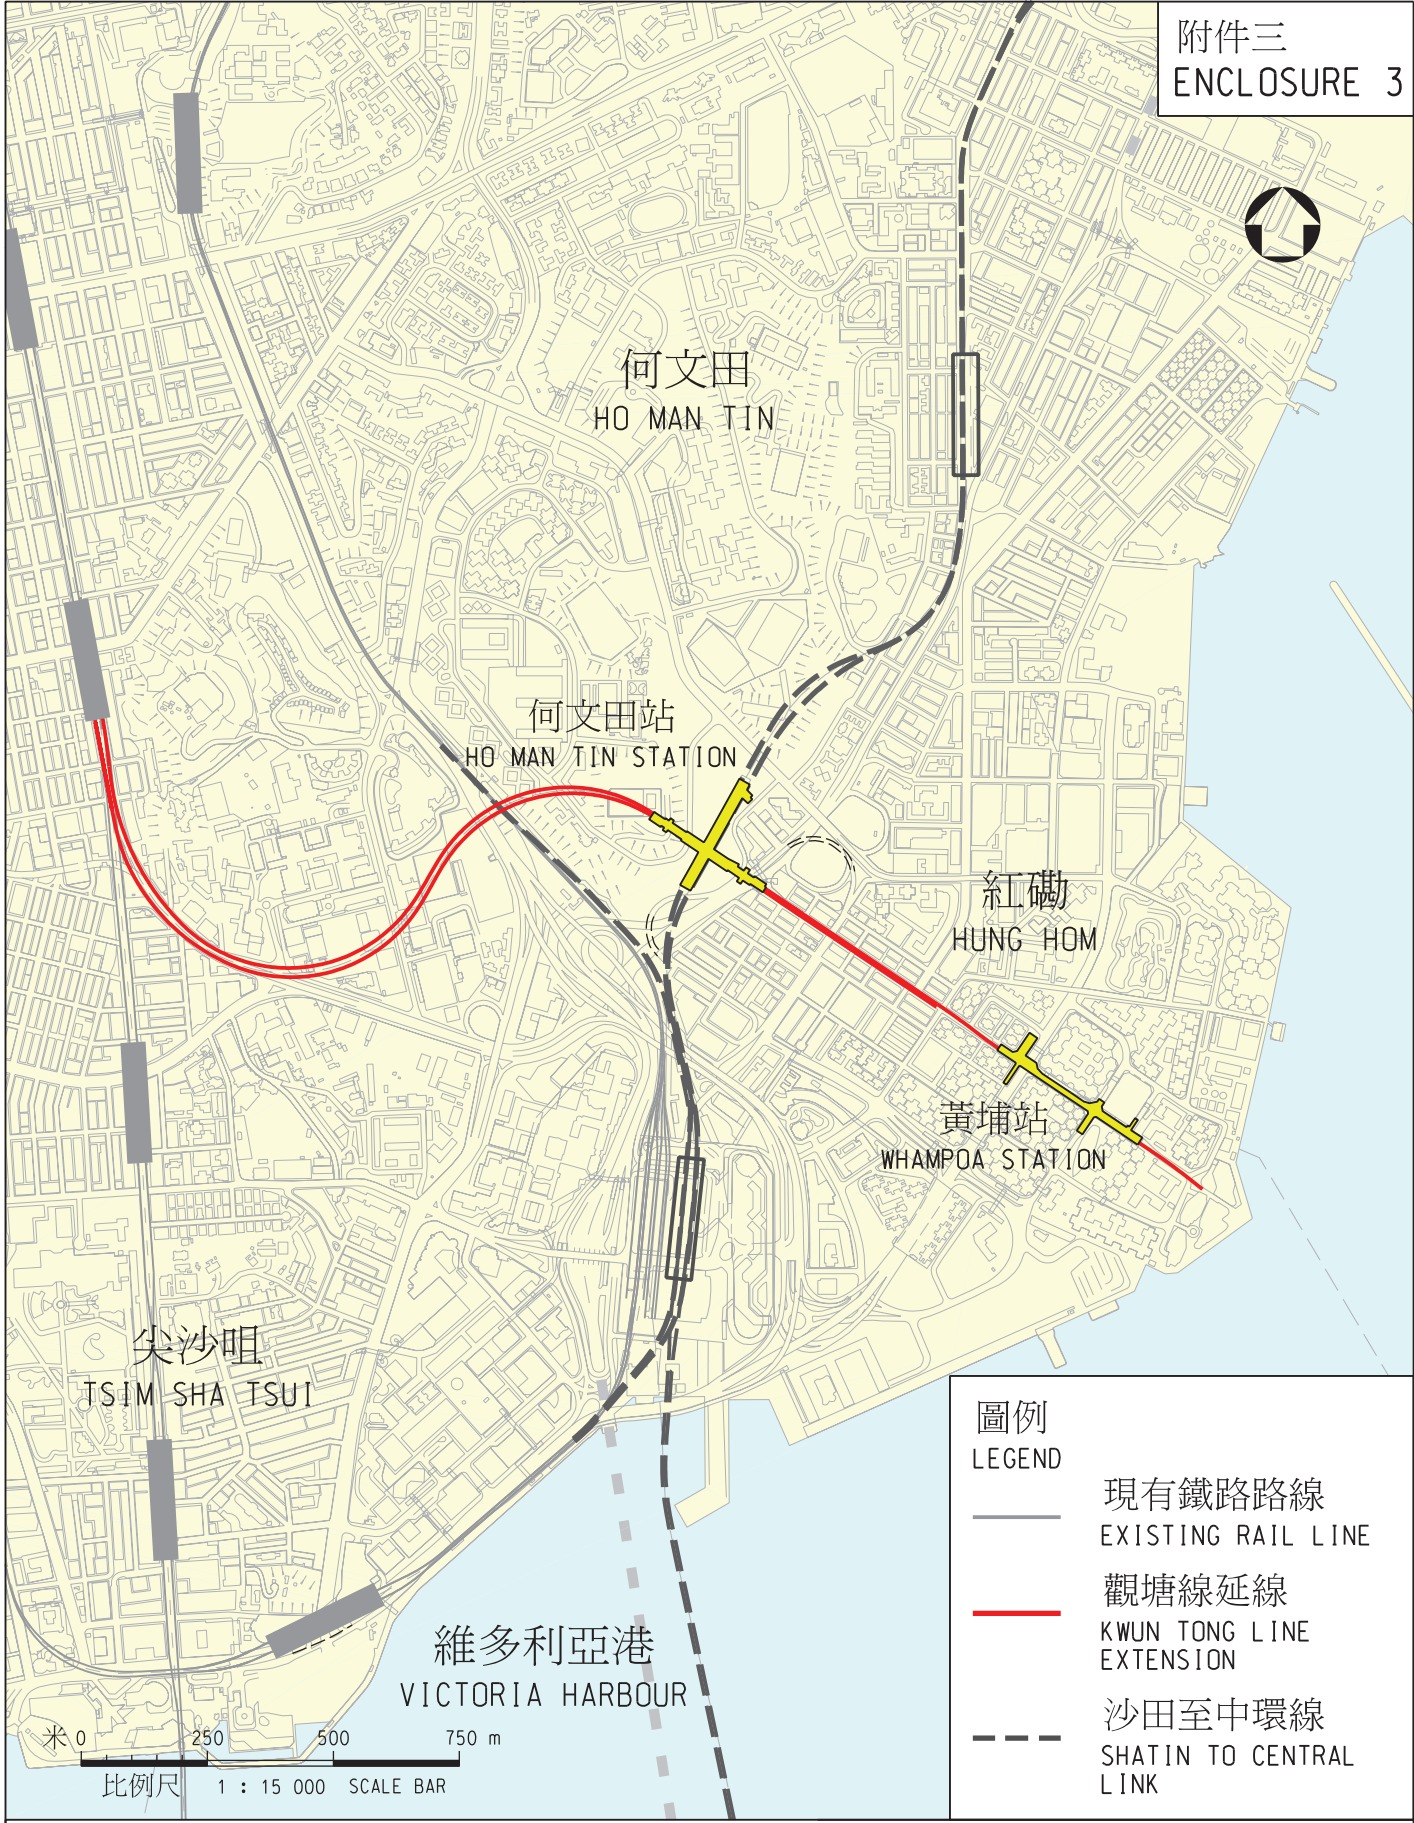 附件三
ENCLOSURE 3
何文田
HO MAN TIN
何文田站
HO MAN TIN STATION
紅磡
HUNG HOM
黃埔站
WHAMPOA STATION
尖沙咀
TSIM SHA TSUI
維多利亞港
VICTORIA HARBOUR
米 0 250 500 750 m
比例尺 1 : 15 000 SCALE BAR
圖例
LEGEND
現有鐵路路線
EXISTING RAIL LINE
觀塘線延線
KWUN TONG LINE
EXTENSION
沙田至中環線
SHATIN TO CENTRAL
LINK